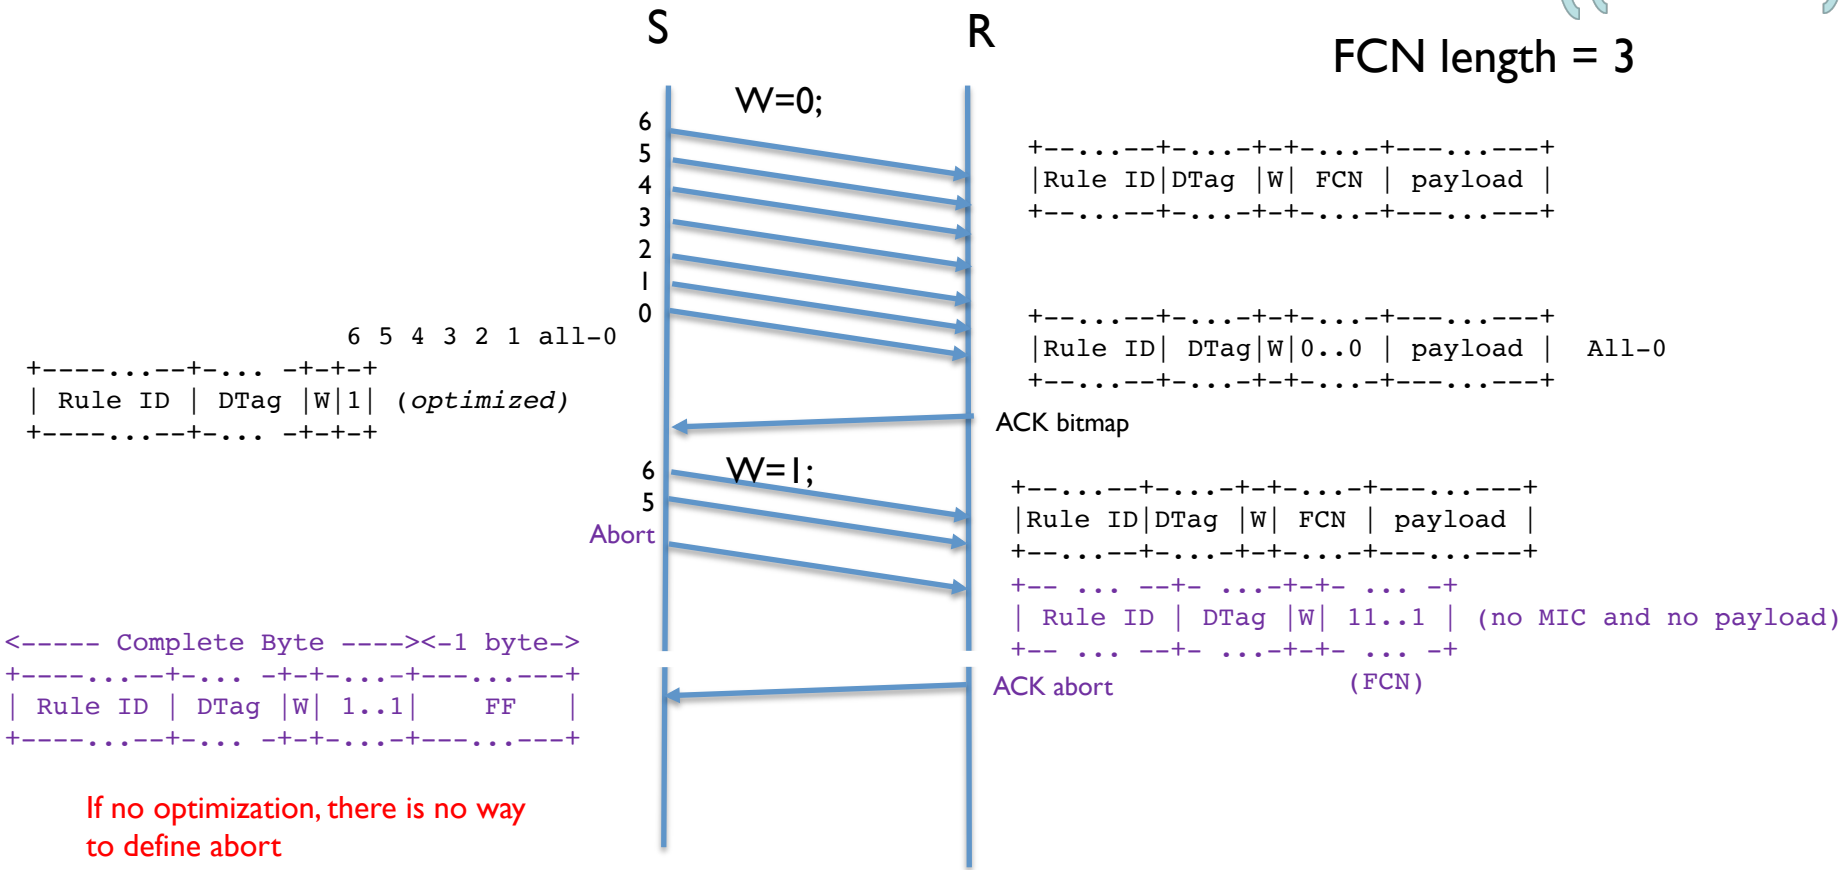 S
R
FCN length = 3
W=0;
6
5
4
3
2
1
0
+--...--+-...-+-+-...-+---...---+
|Rule ID|DTag |W| FCN | payload |
+--...--+-...-+-+-...-+---...---+
6 5 4 3 2 1 all-0
+----...--+-... -+-+-+
| Rule ID | DTag |W|1| (optimized)
+----...--+-... -+-+-+
+--...--+-...-+-+-...-+---...---+
|Rule ID| DTag|W|0..0 | payload | All-0
+--...--+-...-+-+-...-+---...---+
ACK bitmap
W=1;
6
5
Abort
+--...--+-...-+-+-...-+---...---+
|Rule ID|DTag |W| FCN | payload |
+--...--+-...-+-+-...-+---...---+
+-- ... --+- ...-+-+- ... -+
| Rule ID | DTag |W| 11..1 | (no MIC and no payload)
+-- ... --+- ...-+-+- ... -+
(FCN)
ACK abort
<----- Complete Byte ----><-1 byte->
+----...--+-... -+-+-...-+---...---+
| Rule ID | DTag |W| 1..1| FF |
+----...--+-... -+-+-...-+---...---+
If no optimization, there is no way
to define abort